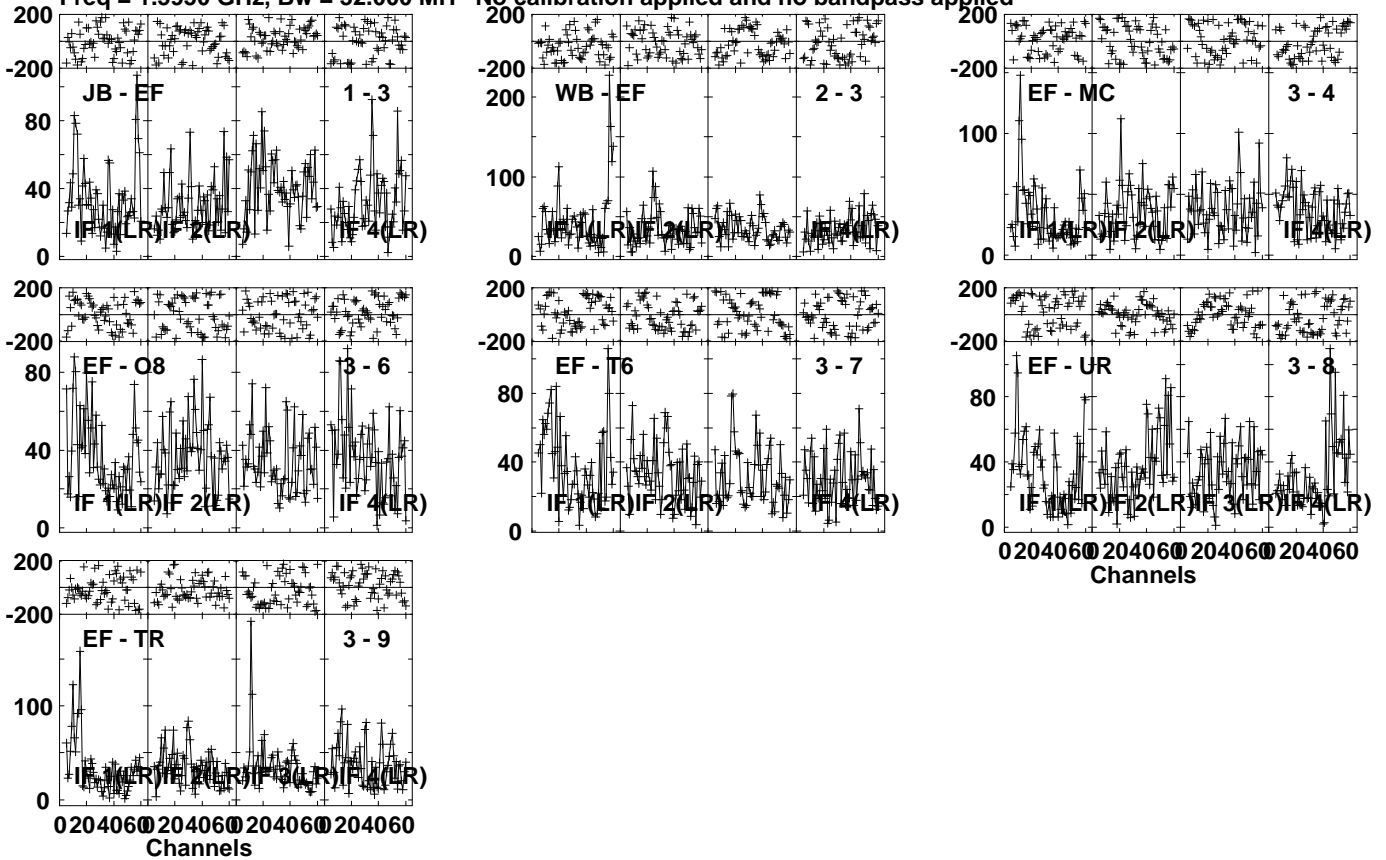 Freq = 1.5950 GHz, Bw = 32.000 MH No calibration applied and no bandpass applied
200
-200
JB - EF 1 - 3
80
40
0
IF 1(LR) IF 2(LR) IF 4(LR)
200
-200
WB - EF 2 - 3
200
100
0
IF 1(LR) IF 2(LR) IF 4(LR)
200
-200
EF - MC 3 - 4
100
0
IF 1(LR) IF 2(LR) IF 4(LR)
200
-200
EF - O8 3 - 6
80
40
0
IF 1(LR) IF 2(LR) IF 4(LR)
200
-200
EF - T6 3 - 7
80
40
0
IF 1(LR) IF 2(LR) IF 4(LR)
200
-200
EF - UR 3 - 8
80
40
0
IF 1(LR) IF 2(LR) IF 3(LR) IF 4(LR)
0 20 40 60 0 20 40 60 0 20 40 60 0 20 40 60
Channels
200
-200
EF - TR 3 - 9
100
0
IF 1(LR) IF 2(LR) IF 3(LR) IF 4(LR)
0 20 40 60 0 20 40 60 0 20 40 60 0 20 40 60
Channels